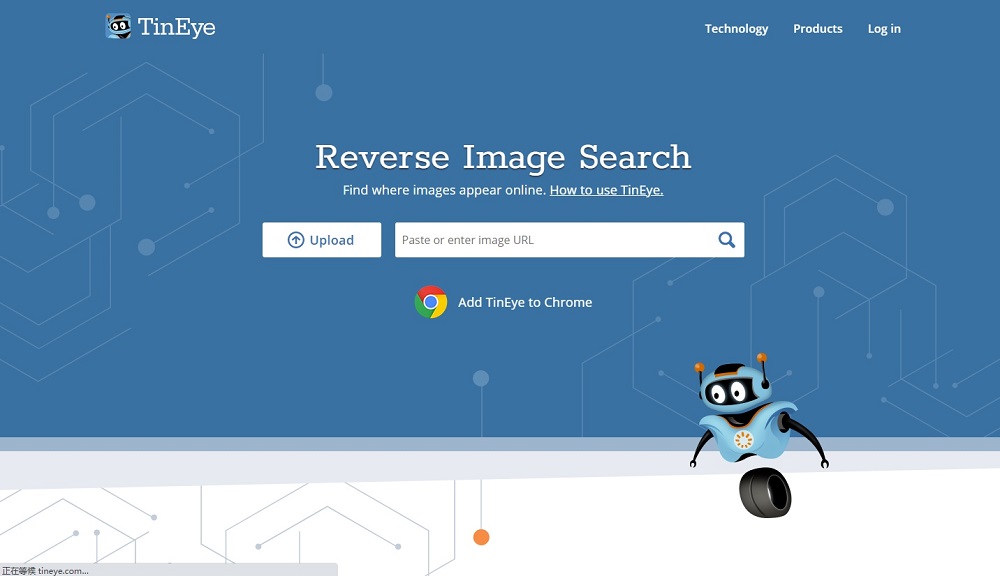 TinEye
Technology Products Log in
Reverse Image Search
Find where images appear online. How to use TinEye.
Upload
Paste or enter image URL
Add TinEye to Chrome
正在等候 tineye.com...